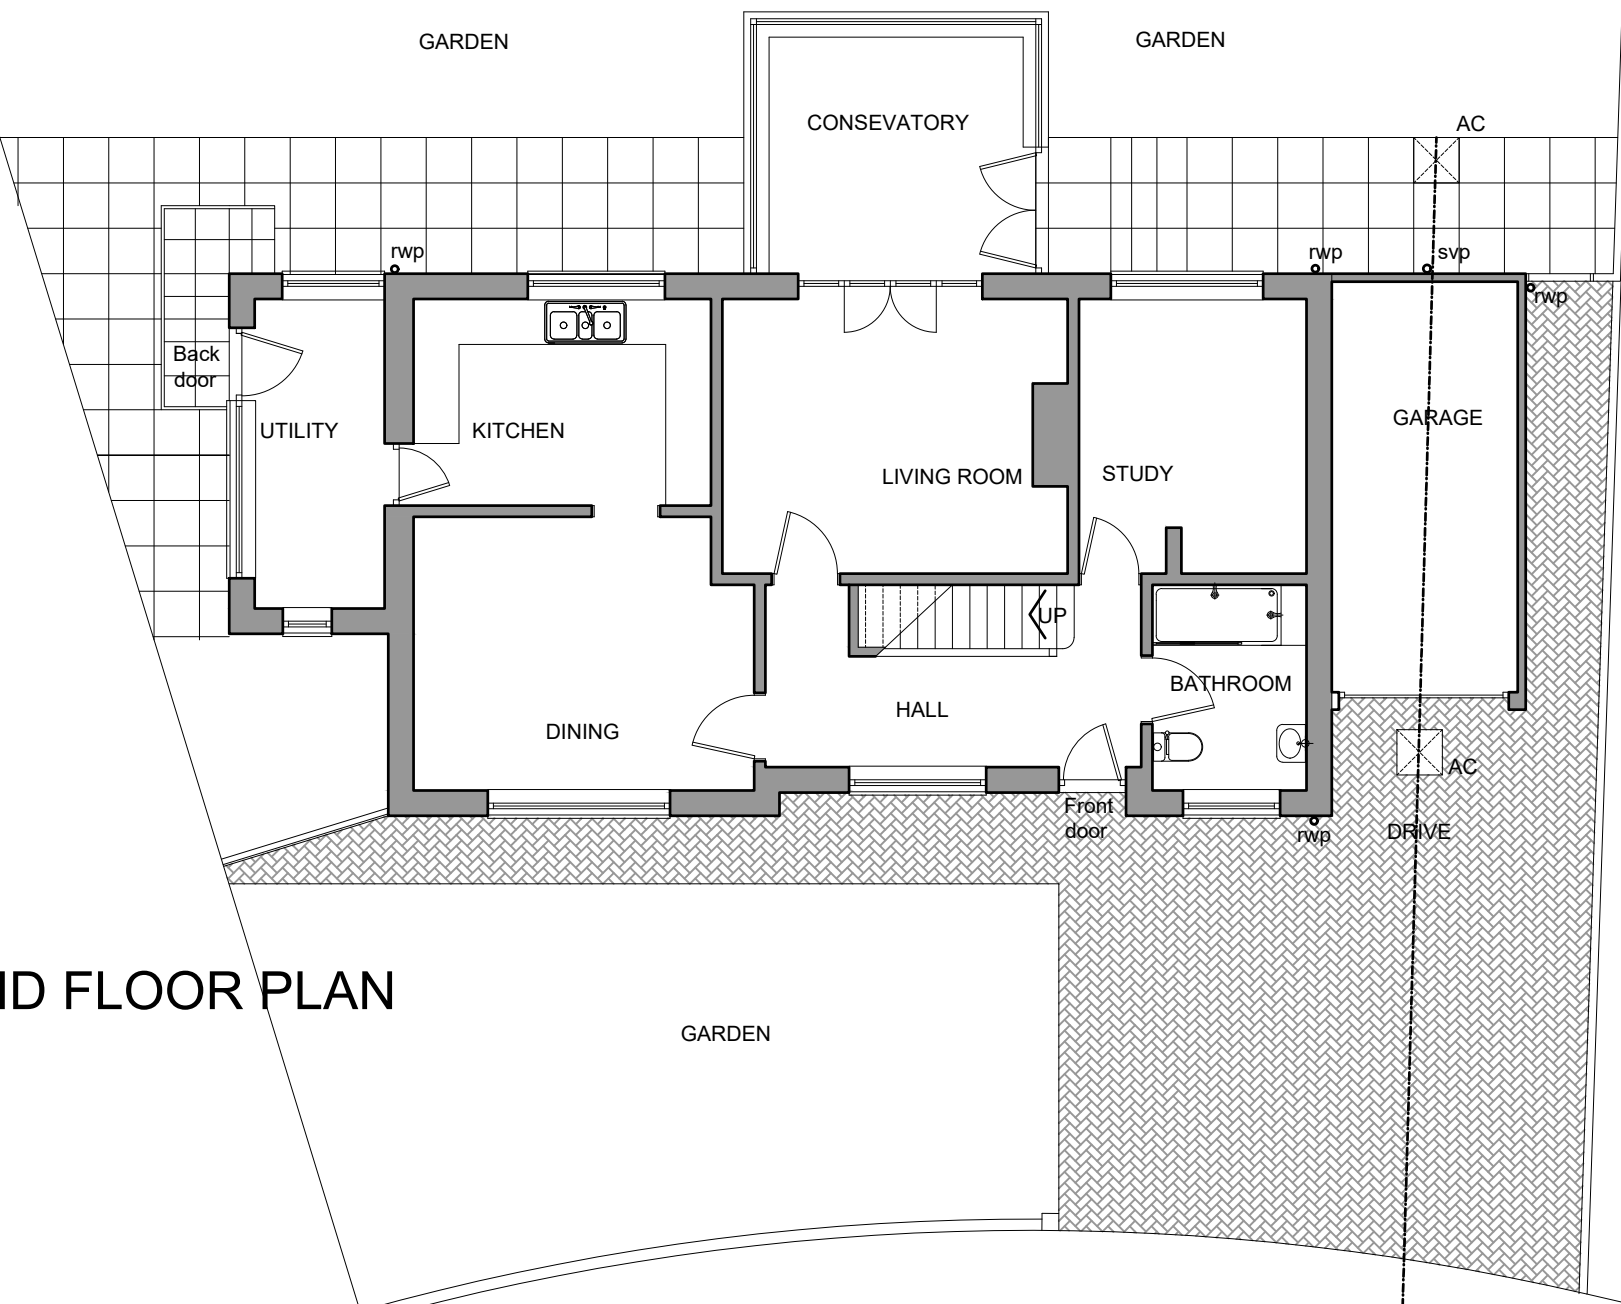 GARDEN
GARDEN
CONSEVATORY
AC
rwp
rwp
svp
rwp
Back
door
UTILITY
KITCHEN
LIVING ROOM
STUDY
GARAGE
UP
BATHROOM
HALL
DINING
AC
Front
door
rwp
DRIVE
ND FLOOR PLAN
GARDEN